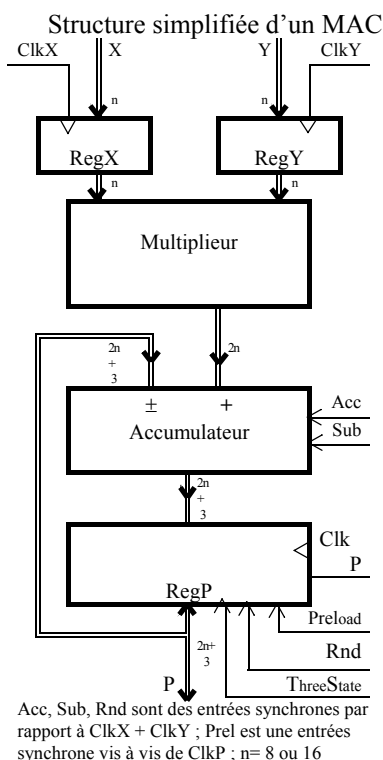 Structure simplifiée d'un MAC
ClkX X Y ClkY
n n
RegX RegY
n n
Multiplieur
2n + 3 2n
± +
Accumulateur
Acc
Sub
2n + 3
Clk
P
RegP
Preload
Rnd
ThreeState
2n+ 3
P
Acc, Sub, Rnd sont des entrées synchrones par
rapport à ClkX + ClkY ; Prel est une entrées
synchrone vis à vis de ClkP ; n= 8 ou 16